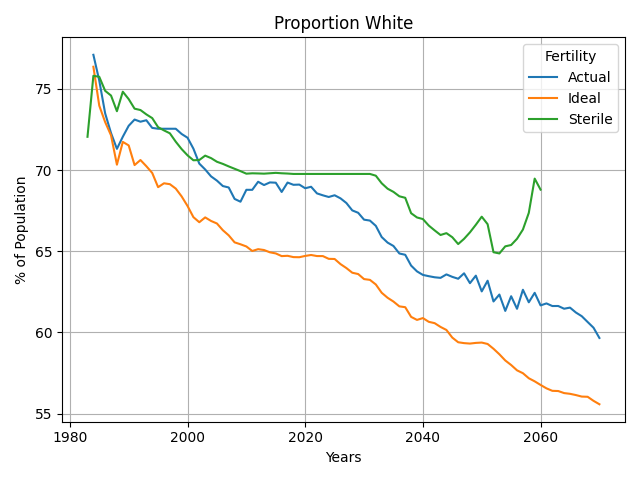 Proportion White
Fertility
Actual
Ideal
Sterile
% of Population
75
70
65
60
55
1980
2000
2020
2040
2060
Years